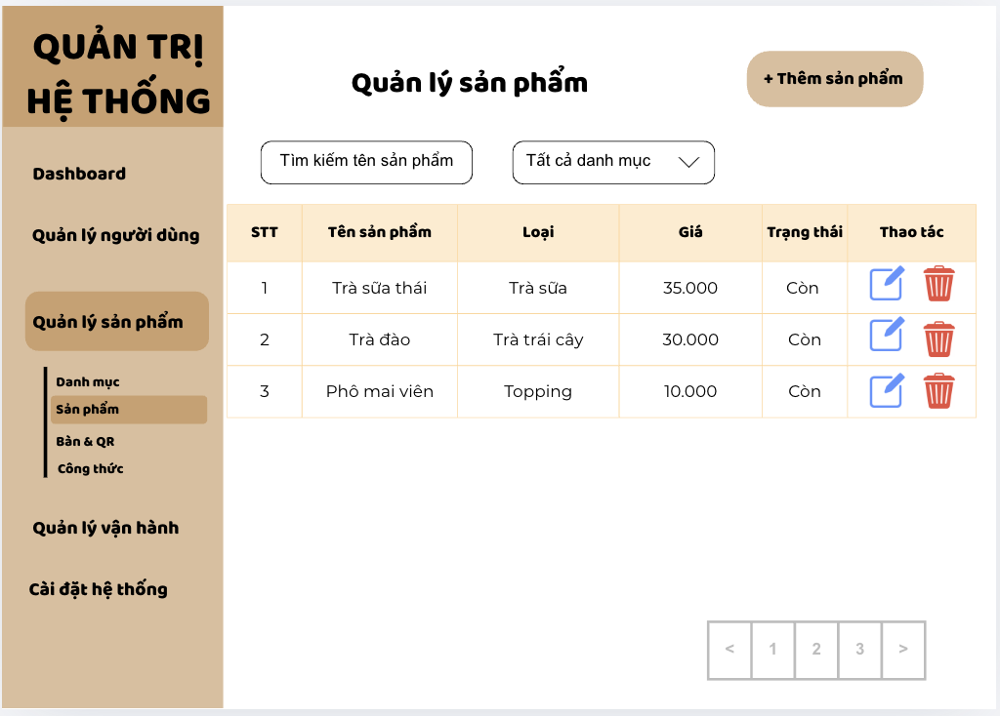 QUẢN TRỊ
HỆ THỐNG
Dashboard
Quản lý người dùng
Quản lý sản phẩm
Danh mục
Sản phẩm
Bàn & QR
Công thức
Quản lý vận hành
Cài đặt hệ thống
Quản lý sản phẩm
+ Thêm sản phẩm
Tìm kiếm tên sản phẩm
Tất cả danh mục
STT Tên sản phẩm Loại Giá Trạng thái Thao tác
1 Trà sữa thái Trà sữa 35.000 Còn
2 Trà đào Trà trái cây 30.000 Còn
3 Phô mai viên Topping 10.000 Còn
< 1 2 3 >